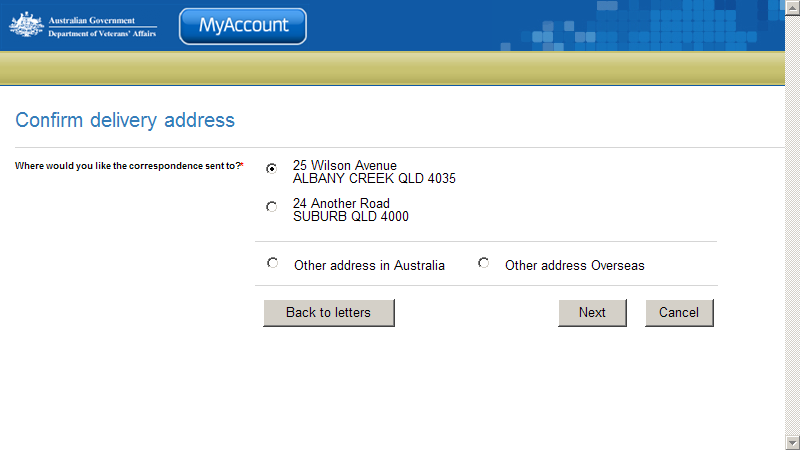 Australian Government
Department of Veterans' Affairs
MyAccount
Confirm delivery address
Where would you like the correspondence sent to?*
25 Wilson Avenue
ALBANY CREEK QLD 4035
24 Another Road
SUBURB QLD 4000
Other address in Australia
Other address Overseas
Back to letters
Next
Cancel